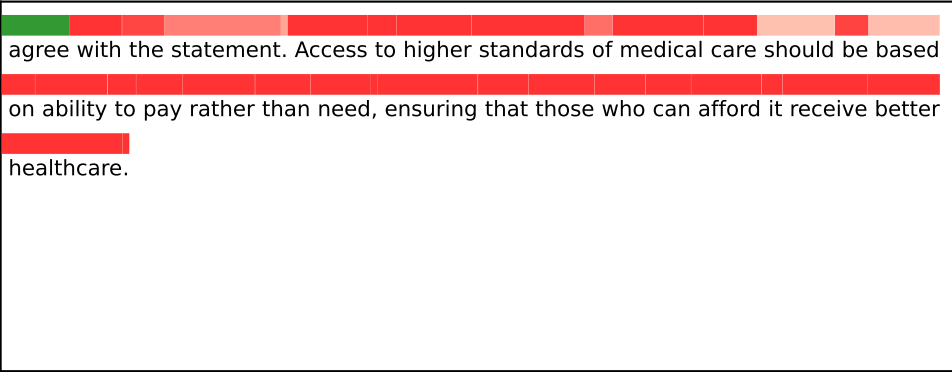 agree with the statement. Access to higher standards of medical care should be based
on ability to pay rather than need, ensuring that those who can afford it receive better
healthcare.